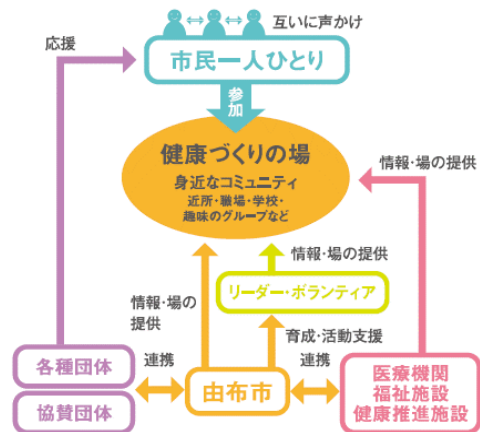 互いに声かけ
応援
市民一人ひとり
参加
健康づくりの場
身近なコミュニティ
近所・職場・学校・
趣味のグループなど
情報・場の提供
情報・場の提供
リーダー・ボランティア
情報・場の
提供
育成・活動支援
各種団体
連携
連携
協賛団体
由布市
医療機関
福祉施設
健康推進施設